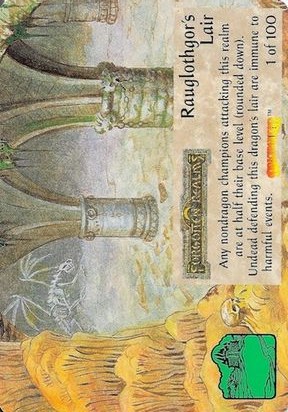 Rauglothgor's
Lair
FORGOTTEN REALMS
Any nondragon champions attacking this realm
are at half their base level (rounded down).
Undead defending this dragon's lair are immune to
harmful events.
1 of 100